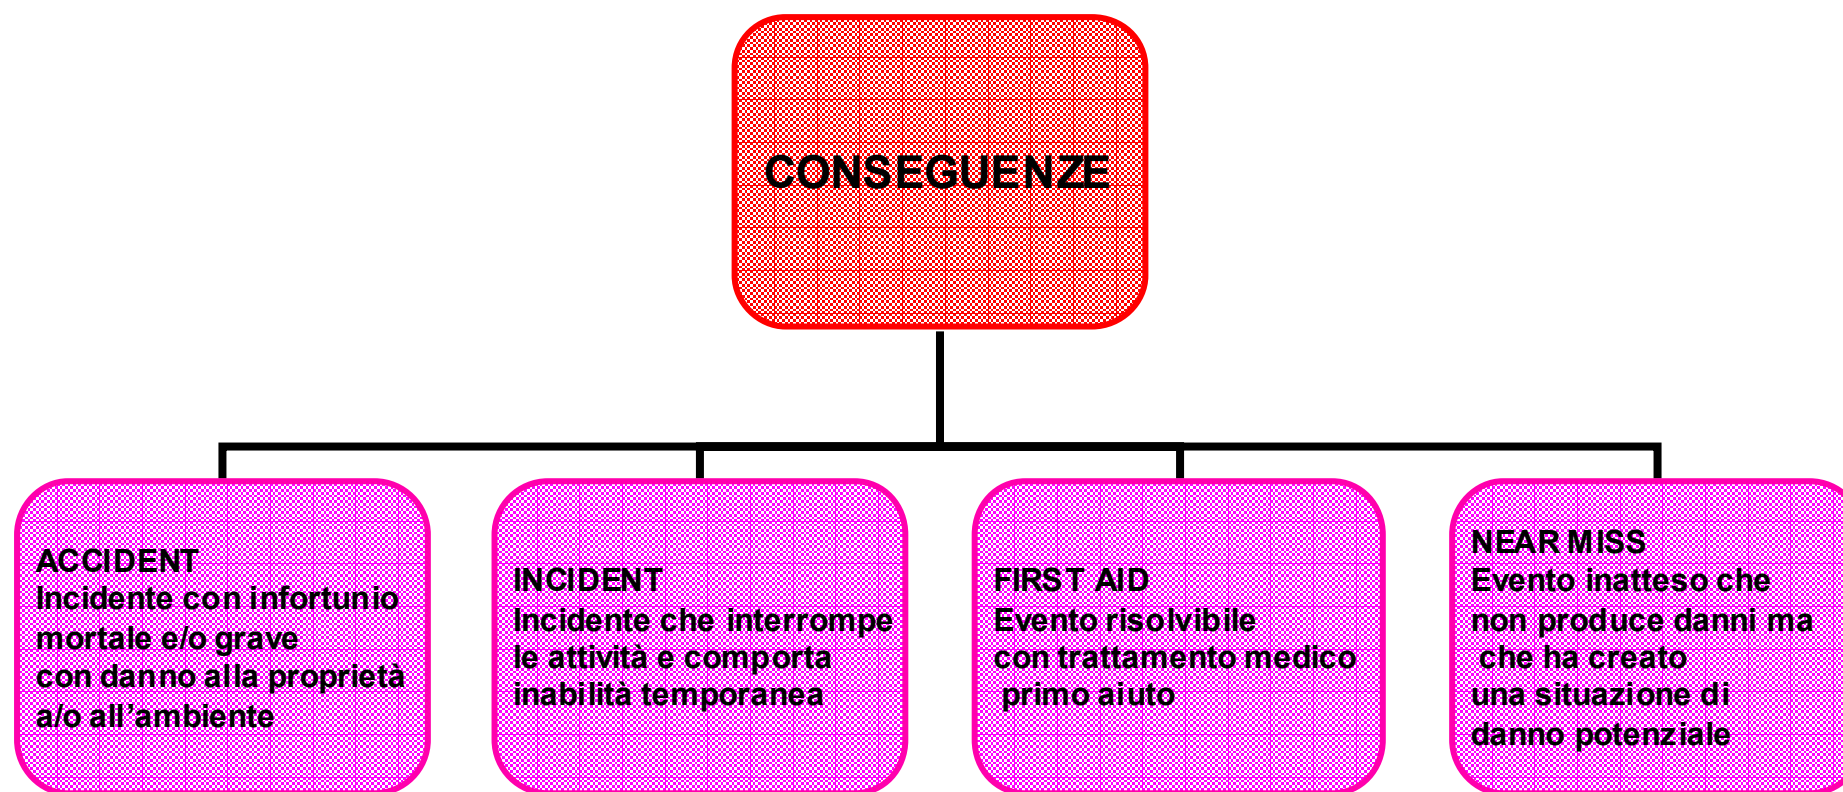 CONSEGUENZE
ACCIDENT
Incidente con infortunio
mortale e/o grave
con danno alla proprietà
a/o all'ambiente
INCIDENT
Incidente che interrompe
le attività e comporta
inabilità temporanea
FIRST AID
Evento risolvibile
con trattamento medico
primo aiuto
NEAR MISS
Evento inatteso che
non produce danni ma
che ha creato
una situazione di
danno potenziale